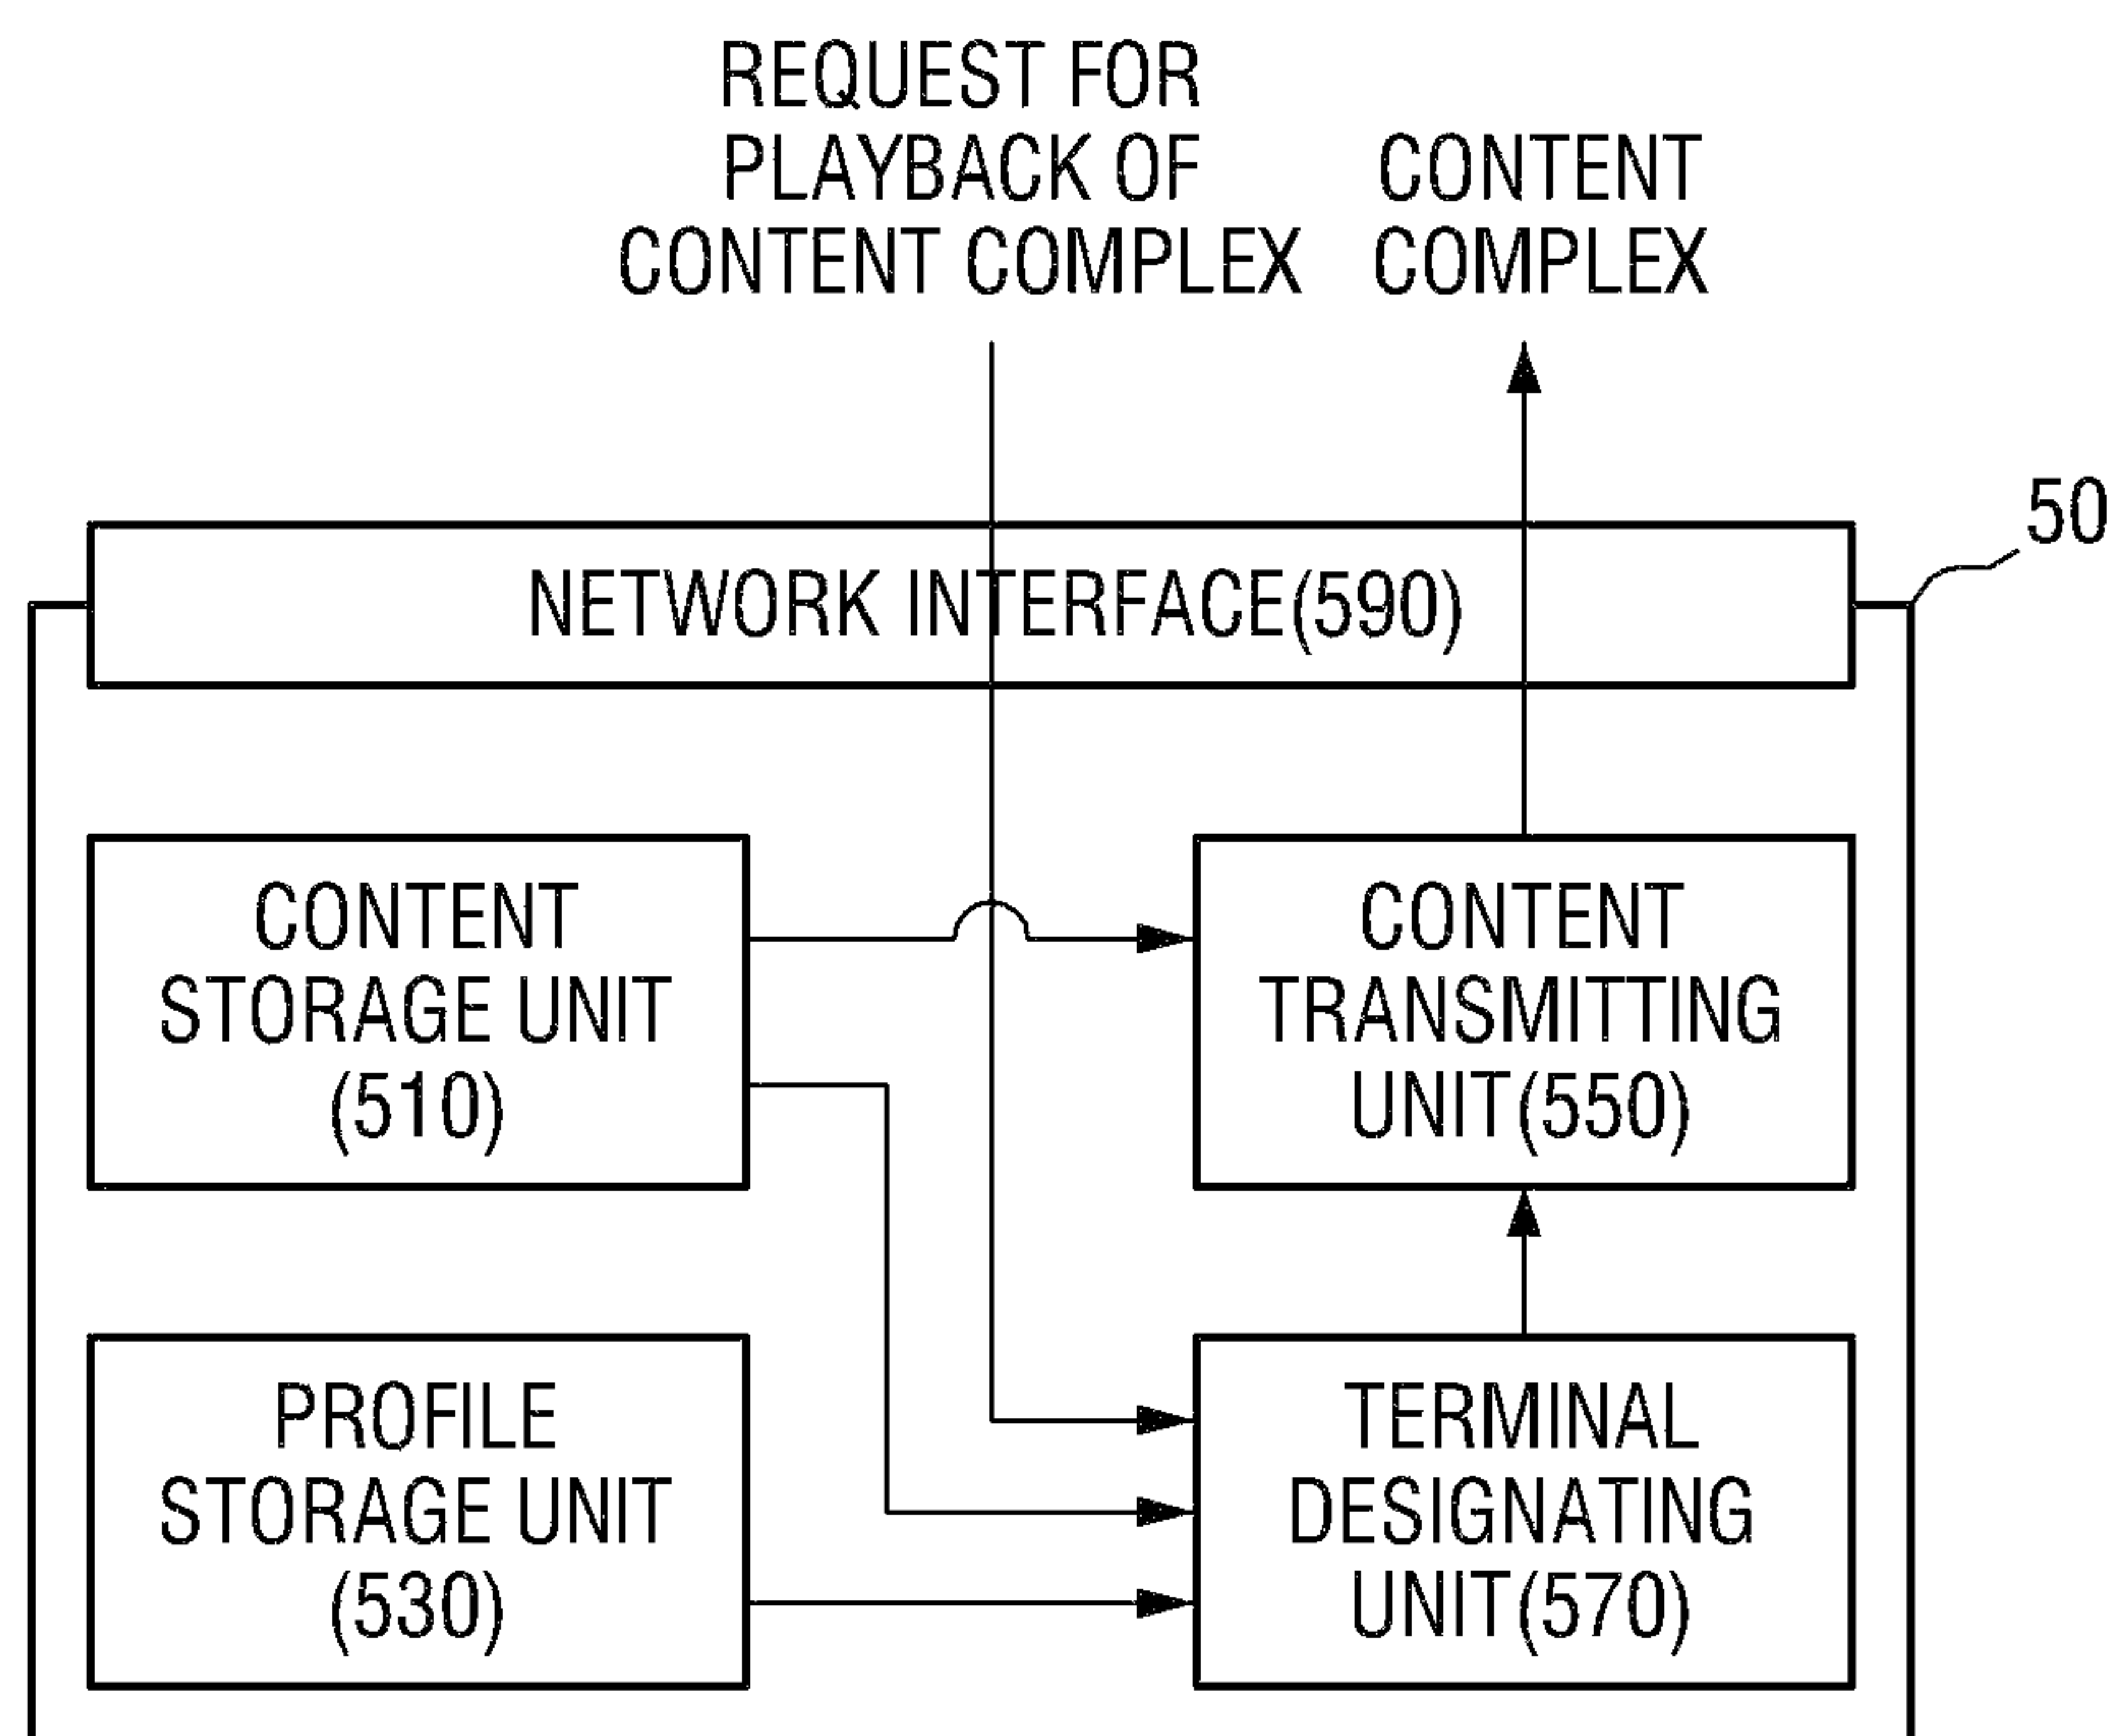 REQUEST FOR
PLAYBACK OF
CONTENT COMPLEX
CONTENT
COMPLEX
50
NETWORK INTERFACE(590)
CONTENT
STORAGE UNIT
(510)
CONTENT
TRANSMITTING
UNIT(550)
PROFILE
STORAGE UNIT
(530)
TERMINAL
DESIGNATING
UNIT(570)